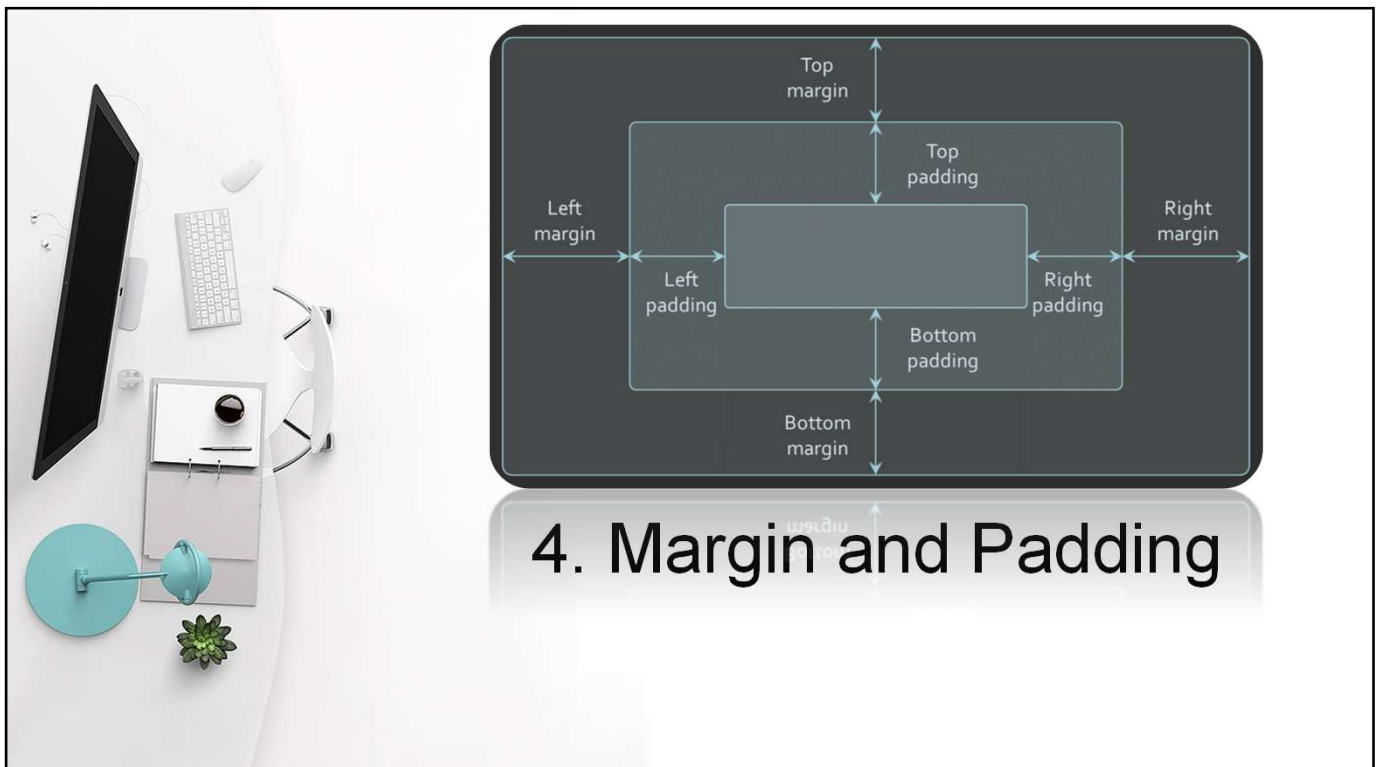 Top
margin
Top
padding
Left
margin
Right
margin
Left
padding
Right
padding
Bottom
padding
Bottom
margin
4. Margin and Padding